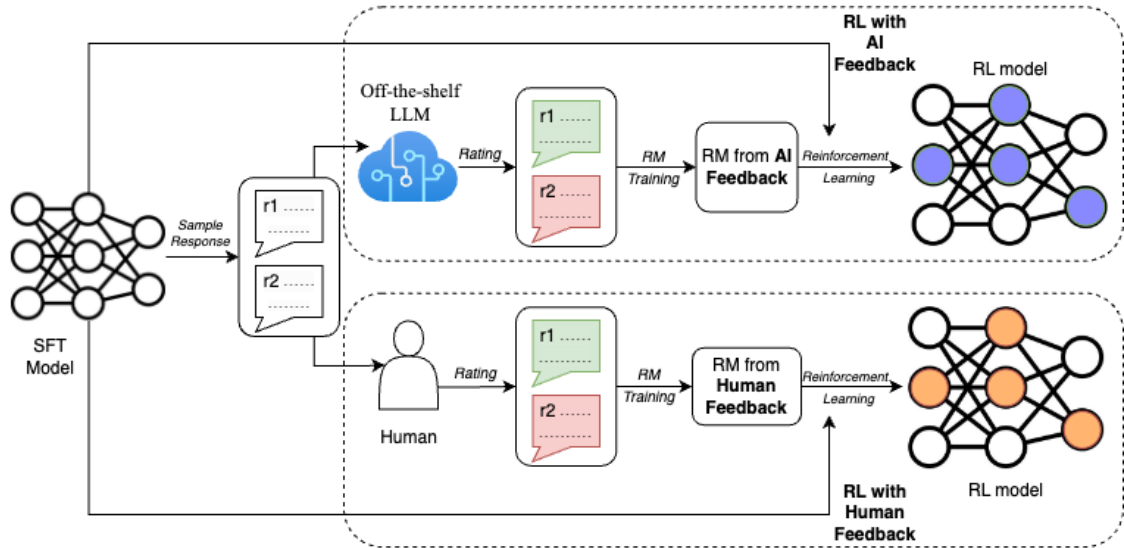 RL with
AI
Feedback
RL model
Off-the-shelf
LLM
r1 ......
............
r2 ......
............
Rating
RM
Training
RM from AI
Feedback
Reinforcement
Learning
Sample
Response
r1 ......
............
r2 ......
............
SFT
Model
Human
Rating
r1 ......
............
r2 ......
............
RM
Training
RM from
Human
Feedback
Reinforcement
Learning
RL model
RL with
Human
Feedback